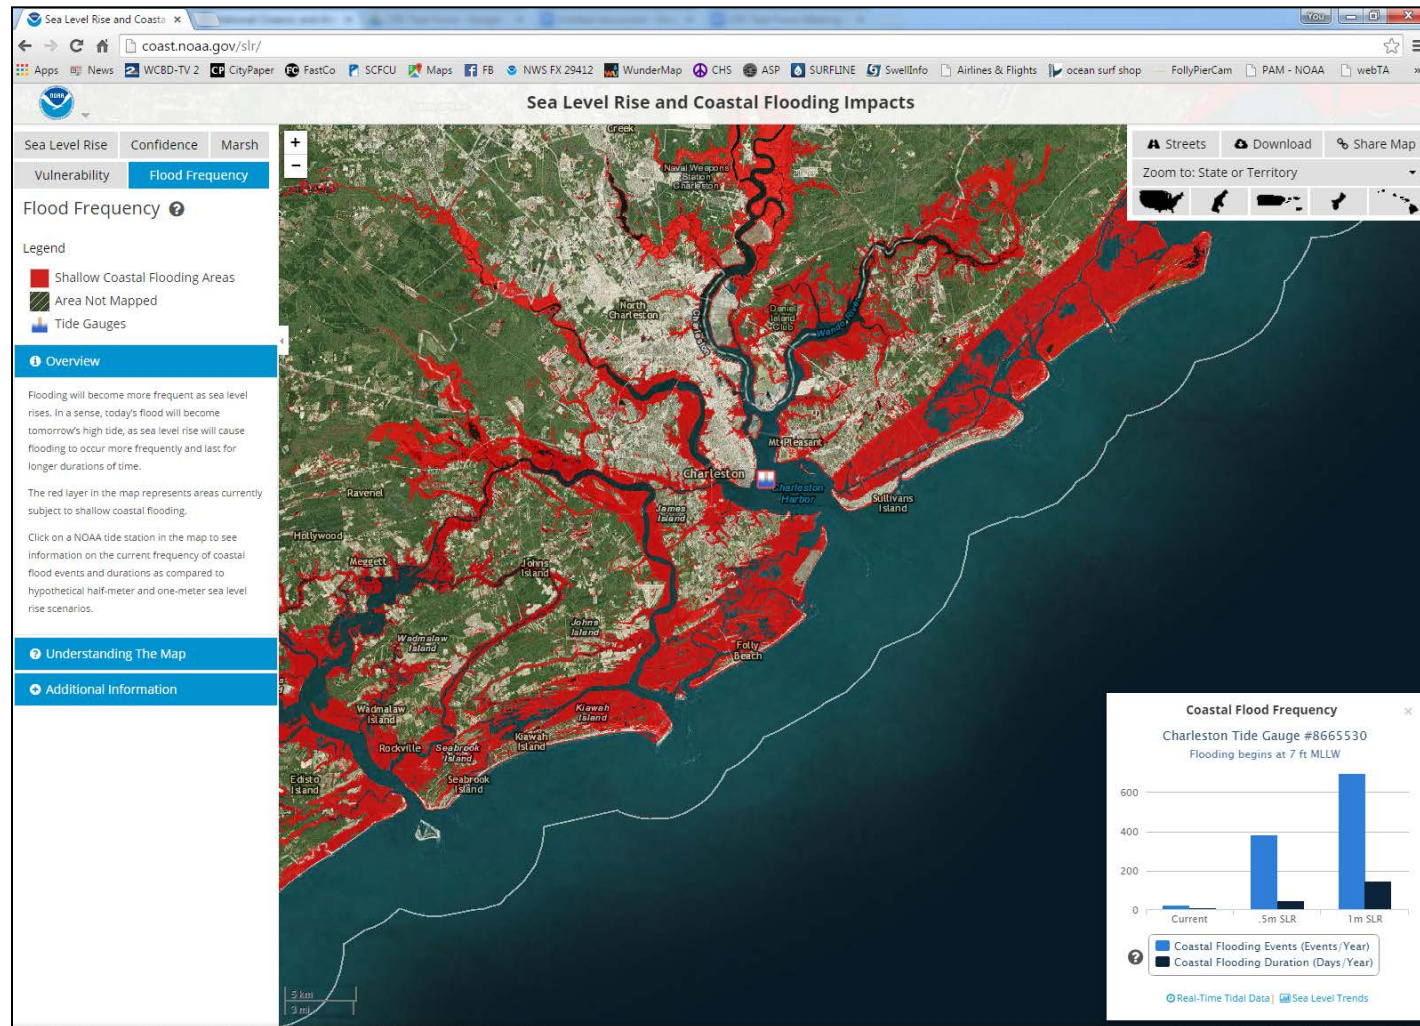 Sea Level Rise and Coasta
You
coast.noaa.gov/slr/
Apps
News
WCBD-TV 2
CityPaper
FastCo
SCFCU
Maps
FB
NWS FX 29412
WunderMap
CHS
ASP
SURFLINE
SwellInfo
Airlines & Flights
ocean surf shop
FollyPierCam
PAM - NOAA
webTA
»
NOAA
Sea Level Rise and Coastal Flooding Impacts
Sea Level Rise
Confidence
Marsh
Vulnerability
Flood Frequency
Flood Frequency
Legend
Shallow Coastal Flooding Areas
Area Not Mapped
Tide Gauges
Overview
Flooding will become more frequent as sea level
rises. In a sense, today's flood will become
tomorrow's high tide, as sea level rise will cause
flooding to occur more frequently and last for
longer durations of time.
The red layer in the map represents areas currently
subject to shallow coastal flooding.
Click on a NOAA tide station in the map to see
information on the current frequency of coastal
flood events and durations as compared to
hypothetical half-meter and one-meter sea level
rise scenarios.
Understanding The Map
Additional Information
+
−
Streets
Download
Share Map
Zoom to: State or Territory
Creek
Naval Weapons
Station
Charleston
North
Charleston
Daniel
Island
Club
Wando River
Mt Pleasant
Charleston
Charleston
Harbor
Sullivans
Island
James
Island
Ravenel
Hollywood
Meggett
Johns
Island
Johns
Island
Wadmalaw
Island
Folly
Beach
Wadmalaw
Island
Kiawah
Island
Kiawah
Island
Rockville
Seabrook
Island
Seabrook
Island
Edisto
Island
5 km
3 mi
Coastal Flood Frequency
Charleston Tide Gauge #8665530
Flooding begins at 7 ft MLLW
600
400
200
0
Current
.5m SLR
1m SLR
Coastal Flooding Events (Events/Year)
Coastal Flooding Duration (Days/Year)
Real-Time Tidal Data|
Sea Level Trends